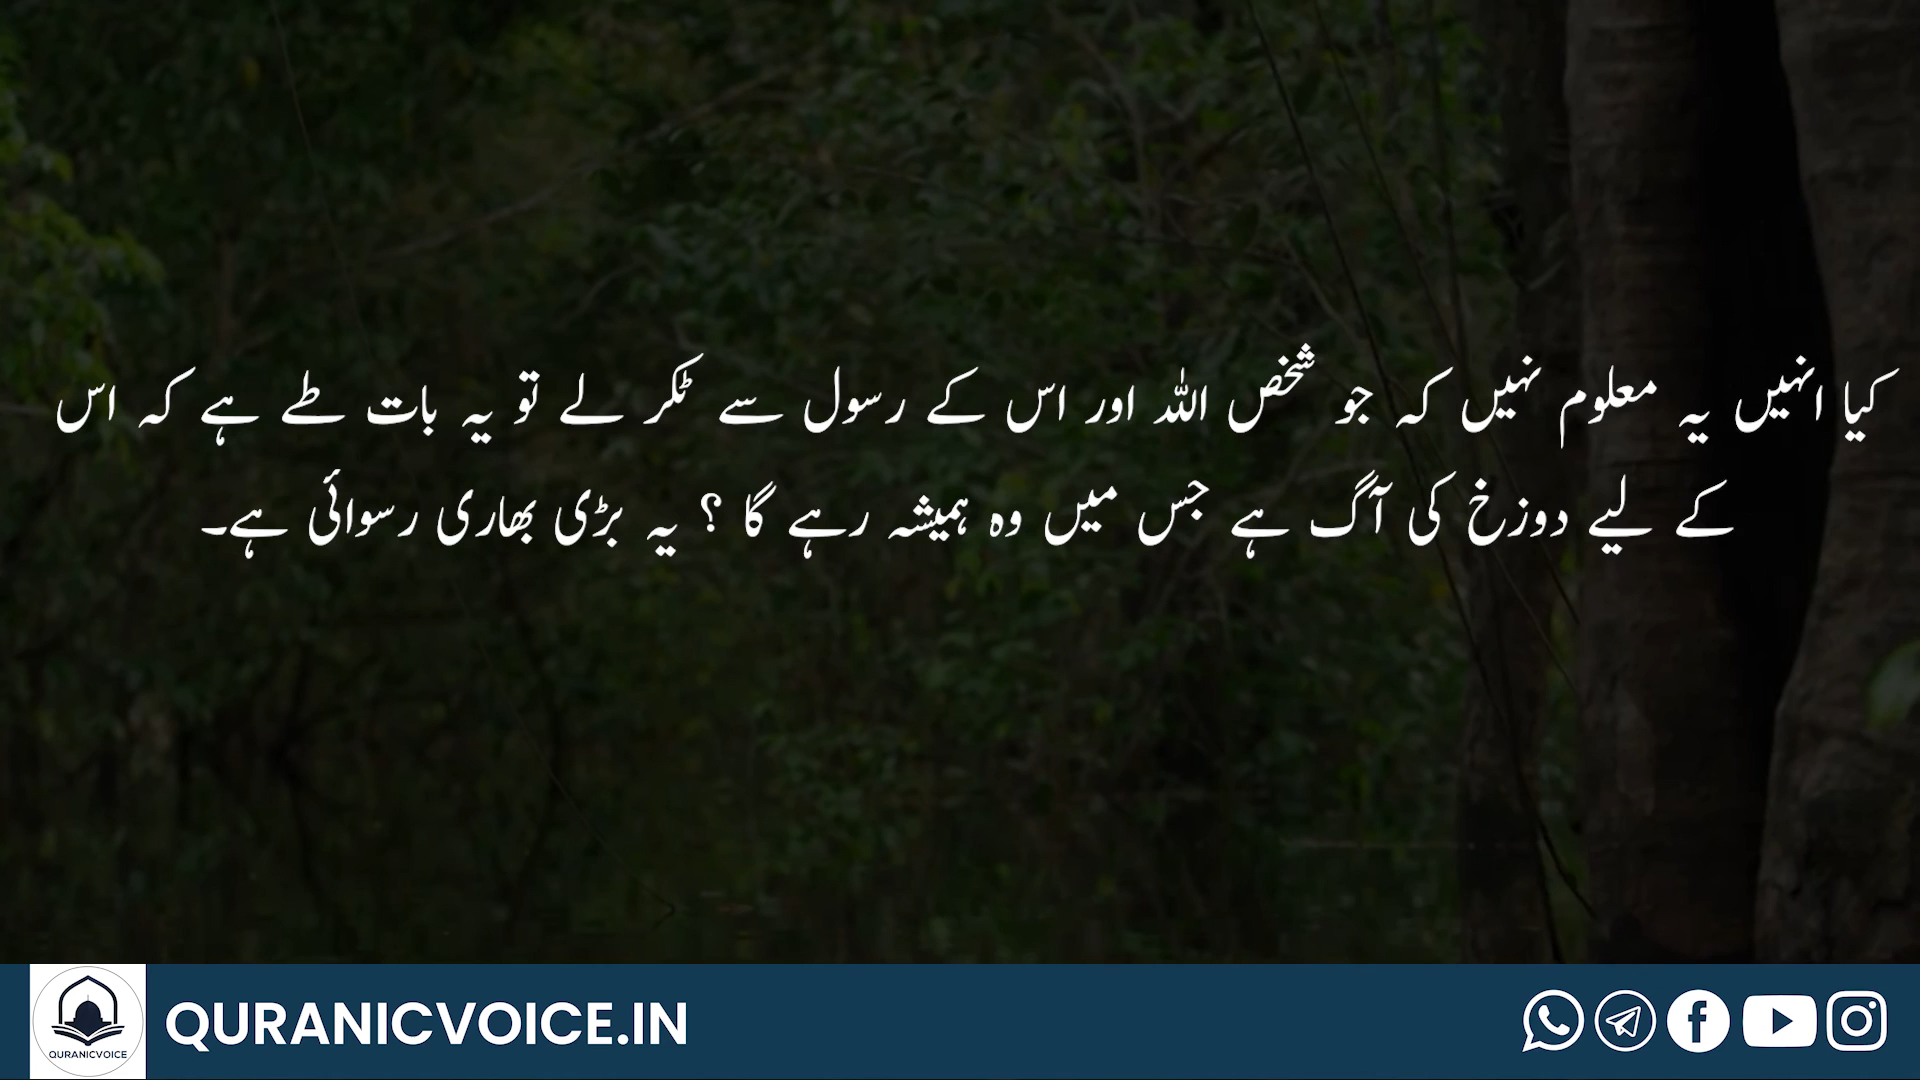 کیا انہیں یہ معلوم نہیں کہ جو شخص اللہ اور اس کے رسول سے ٹکر لے تو یہ بات طے ہے کہ اس
کے لیے دوزخ کی آگ ہے جس میں وہ ہمیشہ رہے گا ؟ یہ بڑی بھاری رسوائی ہے۔
QURANICVOICE
QURANICVOICE.IN